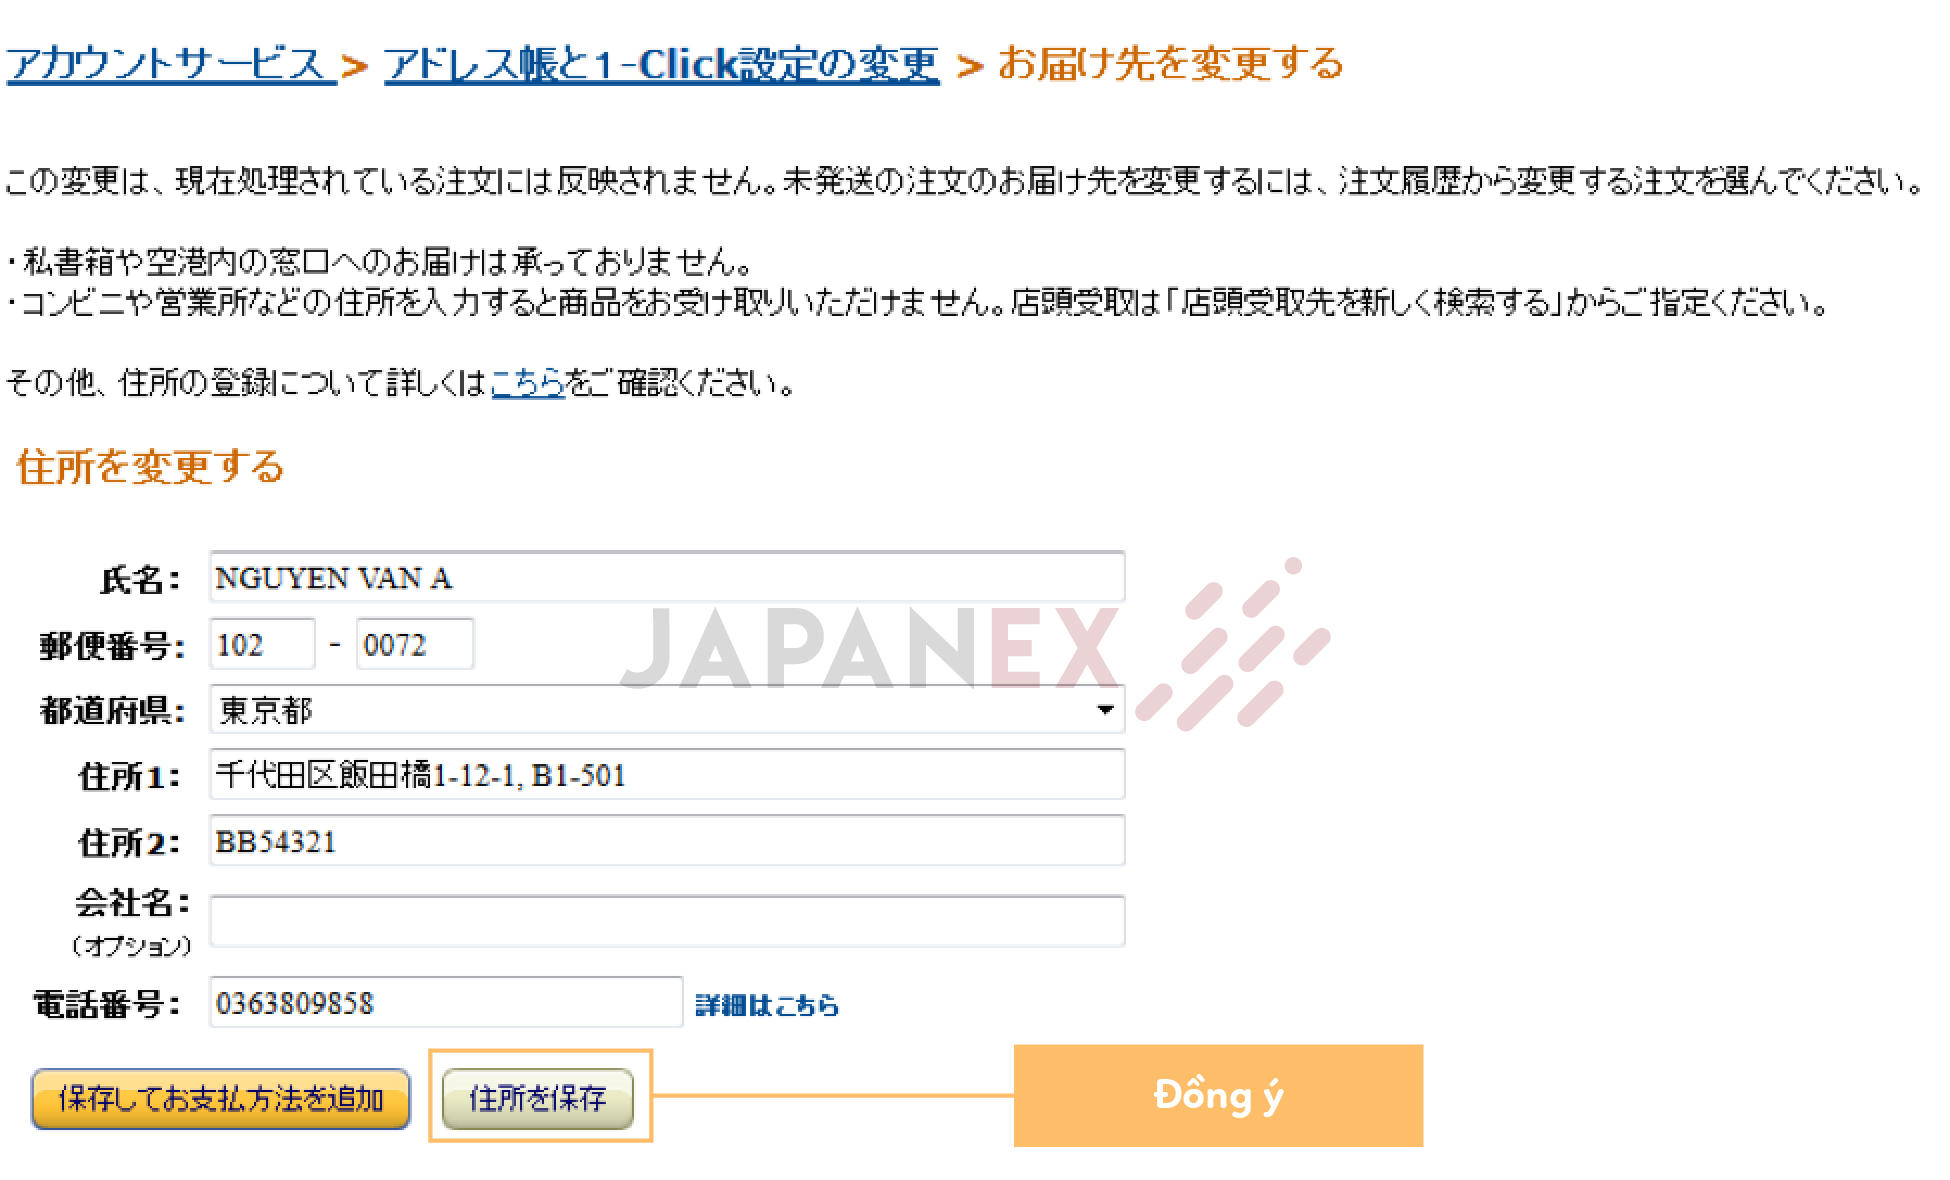 アカウントサービス > アドレス帳と1-Click設定の変更 > お届け先を変更する
この変更は、現在処理されている注文には反映されません。未発送の注文のお届け先を変更するには、注文履歴から変更する注文を選んでください。
・私書箱や空港内の窓口へのお届けは承っておりません。
・コンビニや営業所などの住所を入力すると商品をお受け取りいただけません。店頭受取は「店頭受取先を新しく検索する」からご指定ください。
その他、住所の登録について詳しくはこちらをご確認ください。
住所を変更する
氏名: NGUYEN VAN A
郵便番号: 102 - 0072
JAPANEX
都道府県: 東京都
住所1: 千代田区飯田橋1-12-1, B1-501
住所2: BB54321
会社名:
(オプション)
電話番号: 0363809858 詳細はこちら
保存してお支払方法を追加 住所を保存 Đồng ý